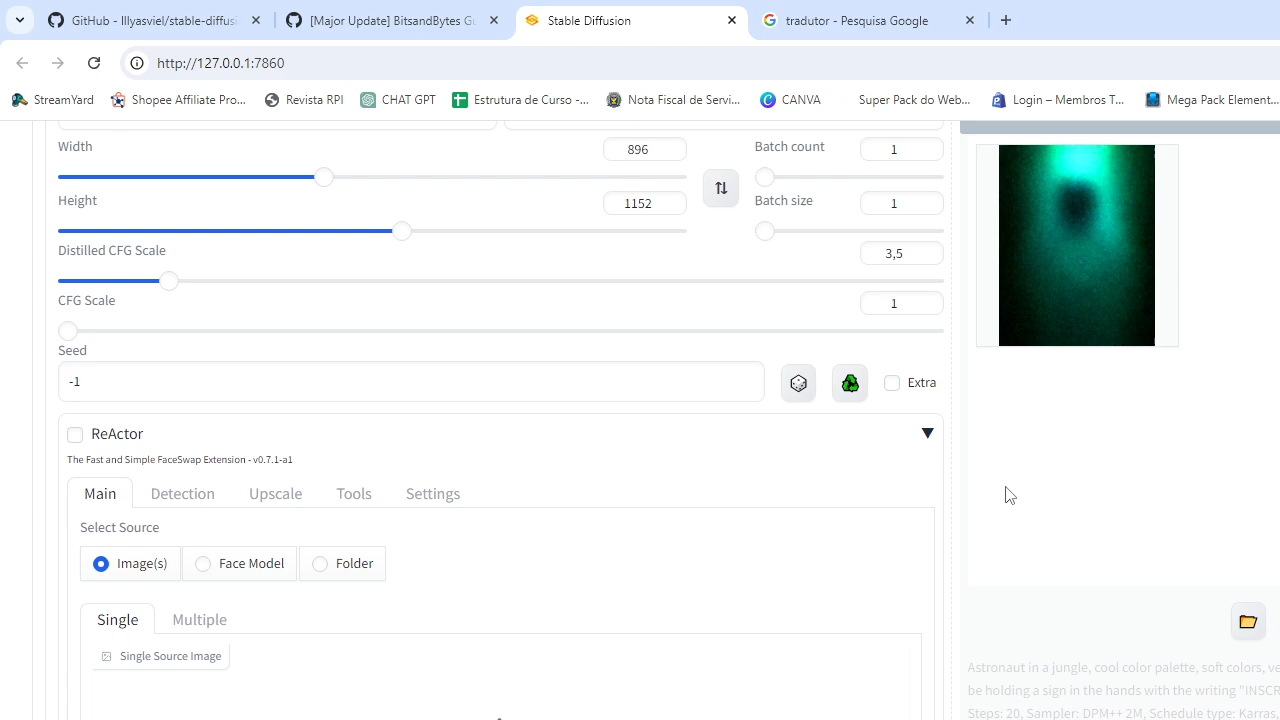 GitHub - Illyasviel/stable-diffus
[Major Update] BitsandBytes Gu
Stable Diffusion
tradutor - Pesquisa Google
http://127.0.0.1:7860
StreamYard
Shopee Affiliate Pro...
Revista RPI
CHAT GPT
Estrutura de Curso -...
Nota Fiscal de Servi...
CANVA
Super Pack do Web...
Login – Membros T...
Mega Pack Element...
Width
896
Batch count
1
Height
1152
Batch size
1
Distilled CFG Scale
3,5
CFG Scale
1
Seed
-1
Extra
ReActor
The Fast and Simple FaceSwap Extension - v0.7.1-a1
Main
Detection
Upscale
Tools
Settings
Select Source
Image(s)
Face Model
Folder
Single
Multiple
Single Source Image
Astronaut in a jungle, cool color palette, soft colors, ve
be holding a sign in the hands with the writing "INSCR
Steps: 20, Sampler: DPM++ 2M, Schedule type: Karras,